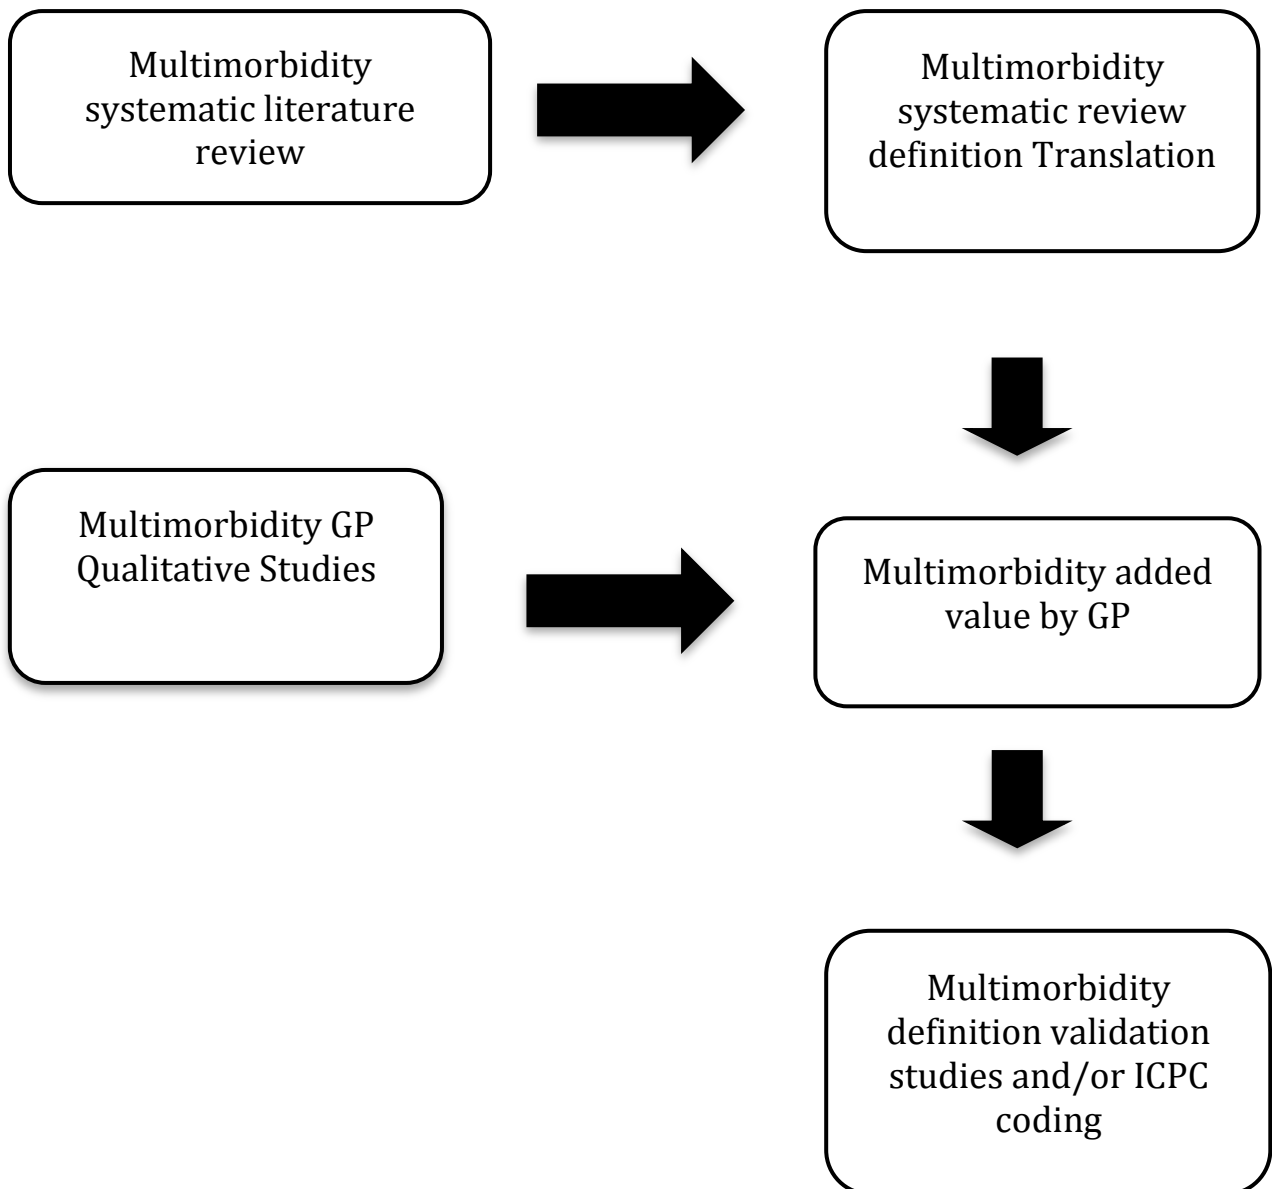 Multimorbidity
systematic literature
review
Multimorbidity
systematic review
definition Translation
Multimorbidity GP
Qualitative Studies
Multimorbidity added
value by GP
Multimorbidity
definition validation
studies and/or ICPC
coding